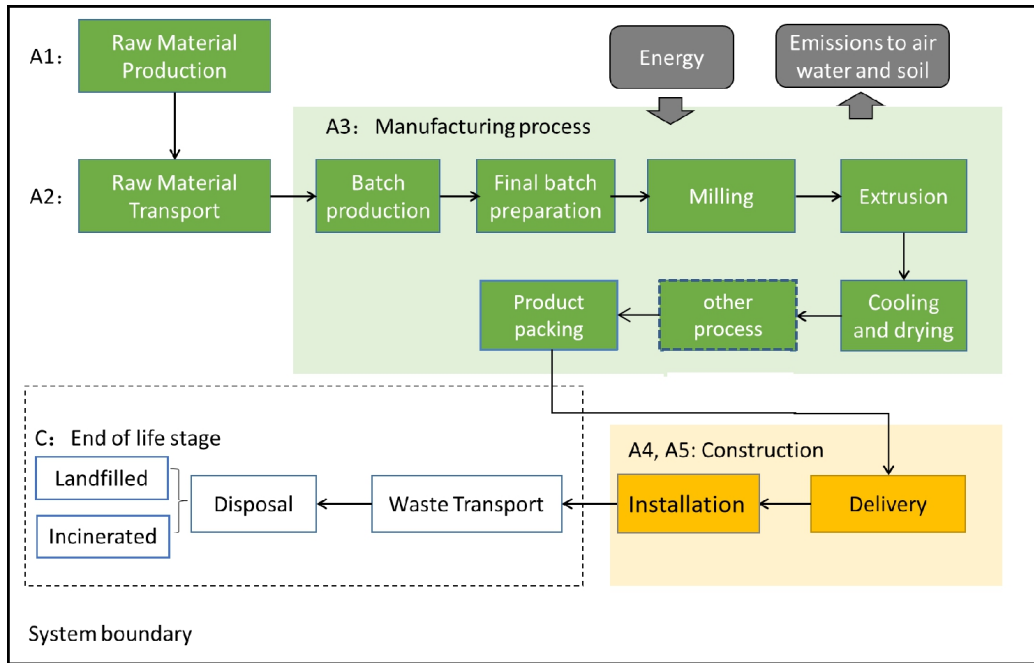 A1:
Raw Material
Production
Energy
Emissions to air
water and soil
A3: Manufacturing process
A2:
Raw Material
Transport
Batch
production
Final batch
preparation
Milling
Extrusion
Product
packing
other
process
Cooling
and drying
C: End of life stage
Landfilled
Incinerated
Disposal
Waste Transport
A4, A5: Construction
Installation
Delivery
System boundary